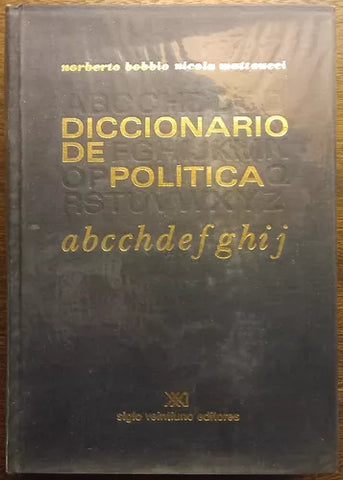 norberto bobbio nicola matteucci
DICCIONARIO
DE
POLÍTICA
abcchdefghij
siglo veintiuno editores